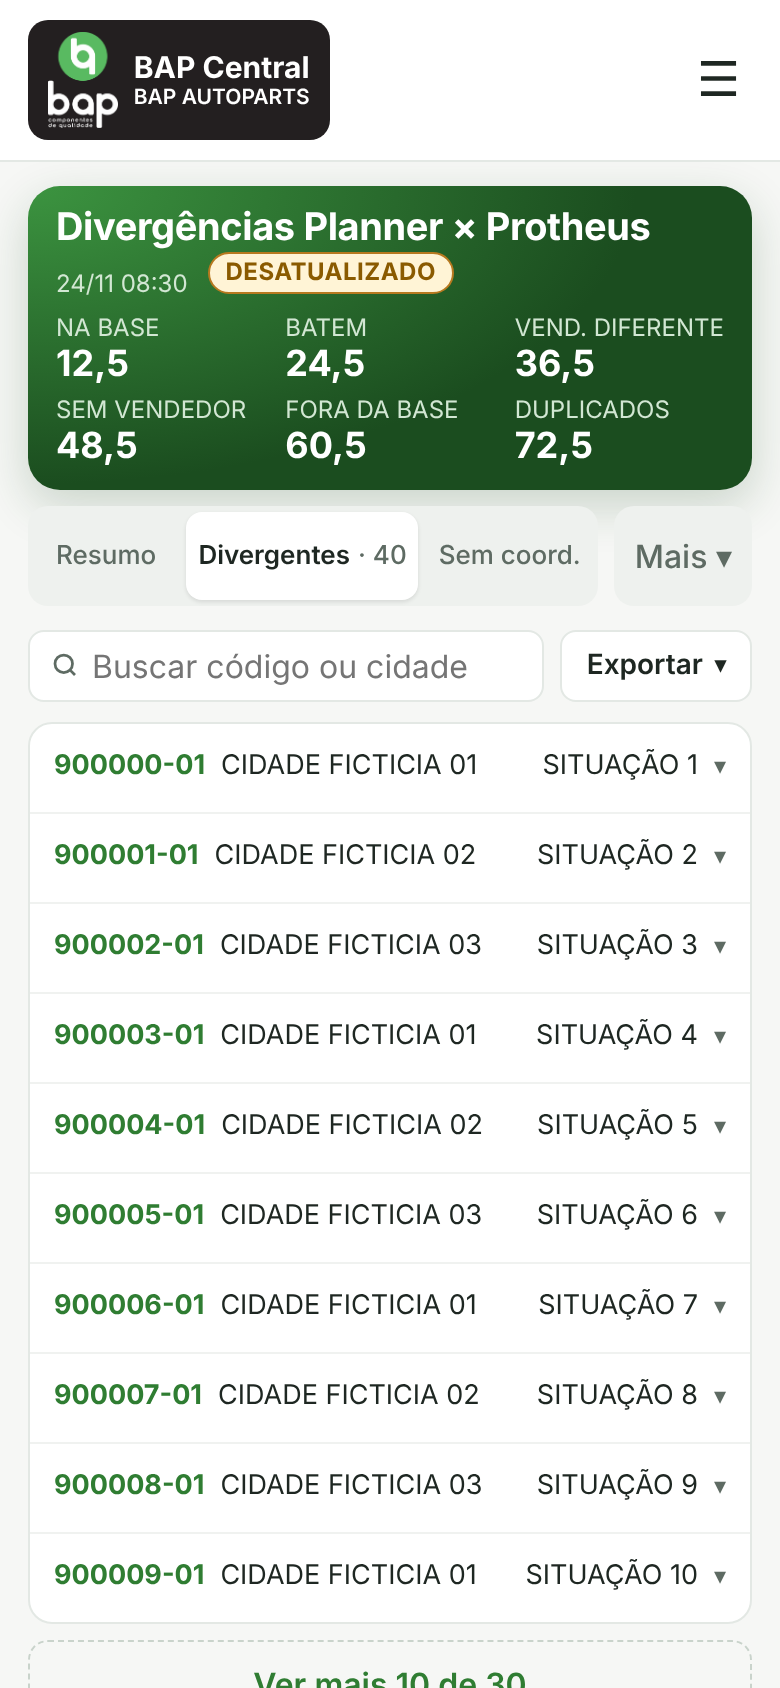 bap
componentes
de qualidade
BAP Central
BAP AUTOPARTS
☰
Divergências Planner × Protheus
24/11 08:30 DESATUALIZADO
NA BASE BATEM VEND. DIFERENTE
12,5 24,5 36,5
SEM VENDEDOR FORA DA BASE DUPLICADOS
48,5 60,5 72,5
Resumo Divergentes · 40 Sem coord. Mais ▾
Buscar código ou cidade Exportar ▾
900000-01 CIDADE FICTICIA 01 SITUAÇÃO 1 ▾
900001-01 CIDADE FICTICIA 02 SITUAÇÃO 2 ▾
900002-01 CIDADE FICTICIA 03 SITUAÇÃO 3 ▾
900003-01 CIDADE FICTICIA 01 SITUAÇÃO 4 ▾
900004-01 CIDADE FICTICIA 02 SITUAÇÃO 5 ▾
900005-01 CIDADE FICTICIA 03 SITUAÇÃO 6 ▾
900006-01 CIDADE FICTICIA 01 SITUAÇÃO 7 ▾
900007-01 CIDADE FICTICIA 02 SITUAÇÃO 8 ▾
900008-01 CIDADE FICTICIA 03 SITUAÇÃO 9 ▾
900009-01 CIDADE FICTICIA 01 SITUAÇÃO 10 ▾
Ver mais 10 de 30